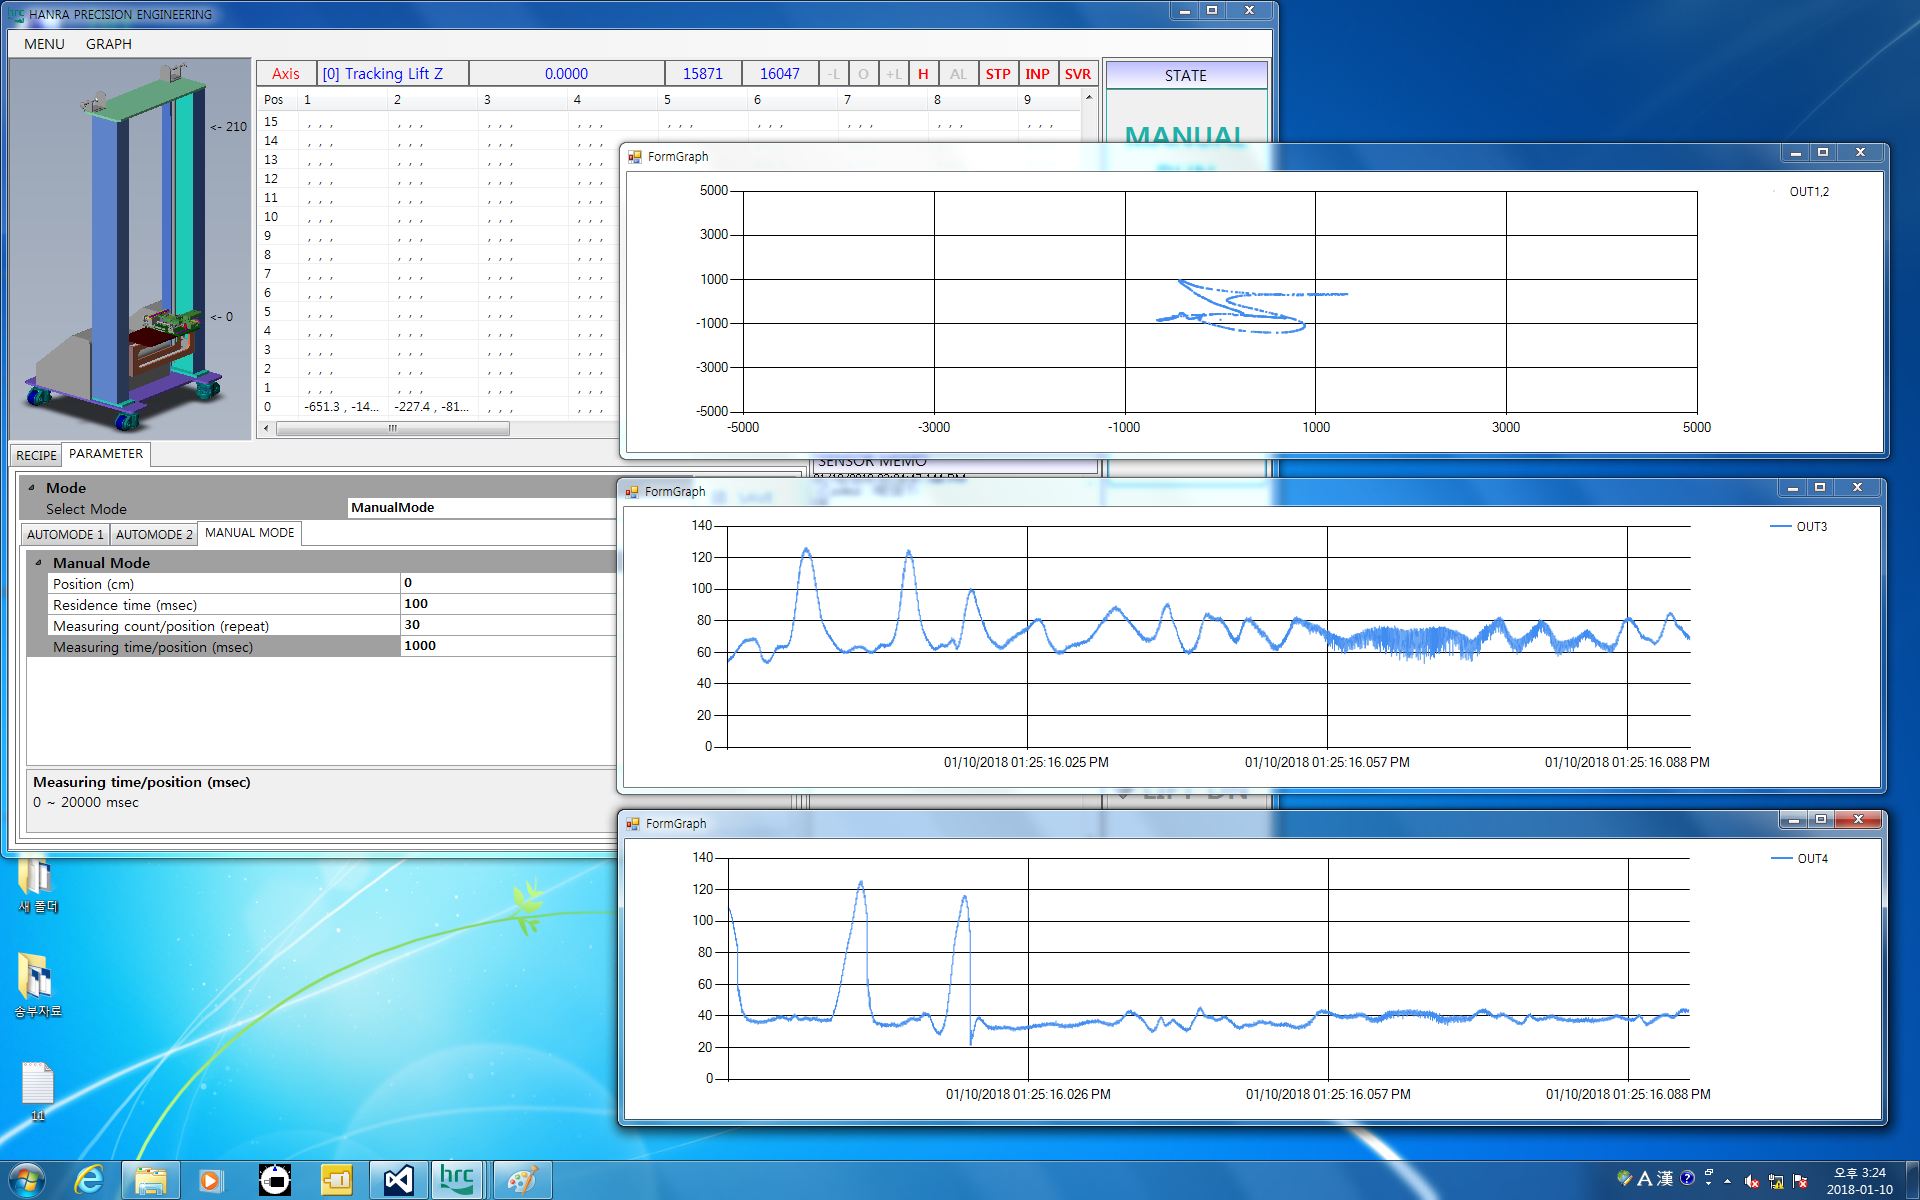 hrc HANRA PRECISION ENGINEERING
MENU GRAPH
<- 210
<- 0
Axis [0] Tracking Lift Z 0.0000 15871 16047 -L O +L H AL STP INP SVR
Pos 1 2 3 4 5 6 7 8 9
15 , , , , , , , , , , , , , , , , , , , , , , , , , , ,
14 , , , , , , , , , , , ,
13 , , , , , , , , , , , ,
12 , , , , , , , , , , , ,
11 , , , , , , , , , , , ,
10 , , , , , , , , , , , ,
9 , , , , , , , , , , , ,
8 , , , , , , , , , , , ,
7 , , , , , , , , , , , ,
6 , , , , , , , , , , , ,
5 , , , , , , , , , , , ,
4 , , , , , , , , , , , ,
3 , , , , , , , , , , , ,
2 , , , , , , , , , , , ,
1 , , , , , , , , , , , ,
0 -651.3 , -14... -227.4 , -81... , , , , , ,
STATE
MANUAL
RECIPE PARAMETER
Mode
Select Mode ManualMode
AUTOMODE 1 AUTOMODE 2 MANUAL MODE
Manual Mode
Position (cm) 0
Residence time (msec) 100
Measuring count/position (repeat) 30
Measuring time/position (msec) 1000
Measuring time/position (msec)
0 ~ 20000 msec
SENSOR MEMO
LIFT DN
FormGraph
OUT1,2
5000
3000
1000
-1000
-3000
-5000
-5000 -3000 -1000 1000 3000 5000
FormGraph
OUT3
140
120
100
80
60
40
20
0
01/10/2018 01:25:16.025 PM 01/10/2018 01:25:16.057 PM 01/10/2018 01:25:16.088 PM
FormGraph
OUT4
140
120
100
80
60
40
20
0
01/10/2018 01:25:16.026 PM 01/10/2018 01:25:16.057 PM 01/10/2018 01:25:16.088 PM
새 폴더
송부자료
11
hrc
A 漢
오후 3:24
2018-01-10